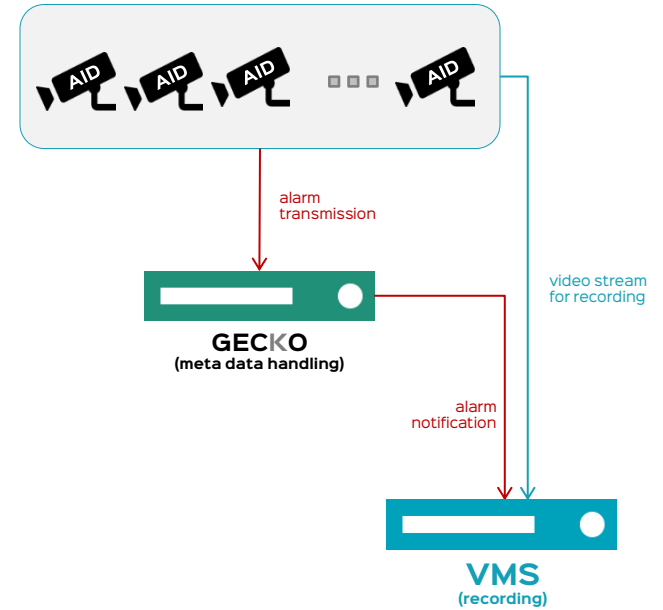 AID
AID
AID
AID
alarm
transmission
video stream
for recording
GECKO
(meta data handling)
alarm
notification
VMS
(recording)